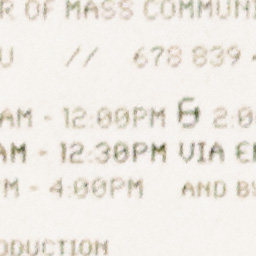 R OF MASS COMMUNI
U // 678 839
AM - 12:00PM & 2:0
AM - 12:30PM VIA E
M - 4:00PM AND B
ODUCTION